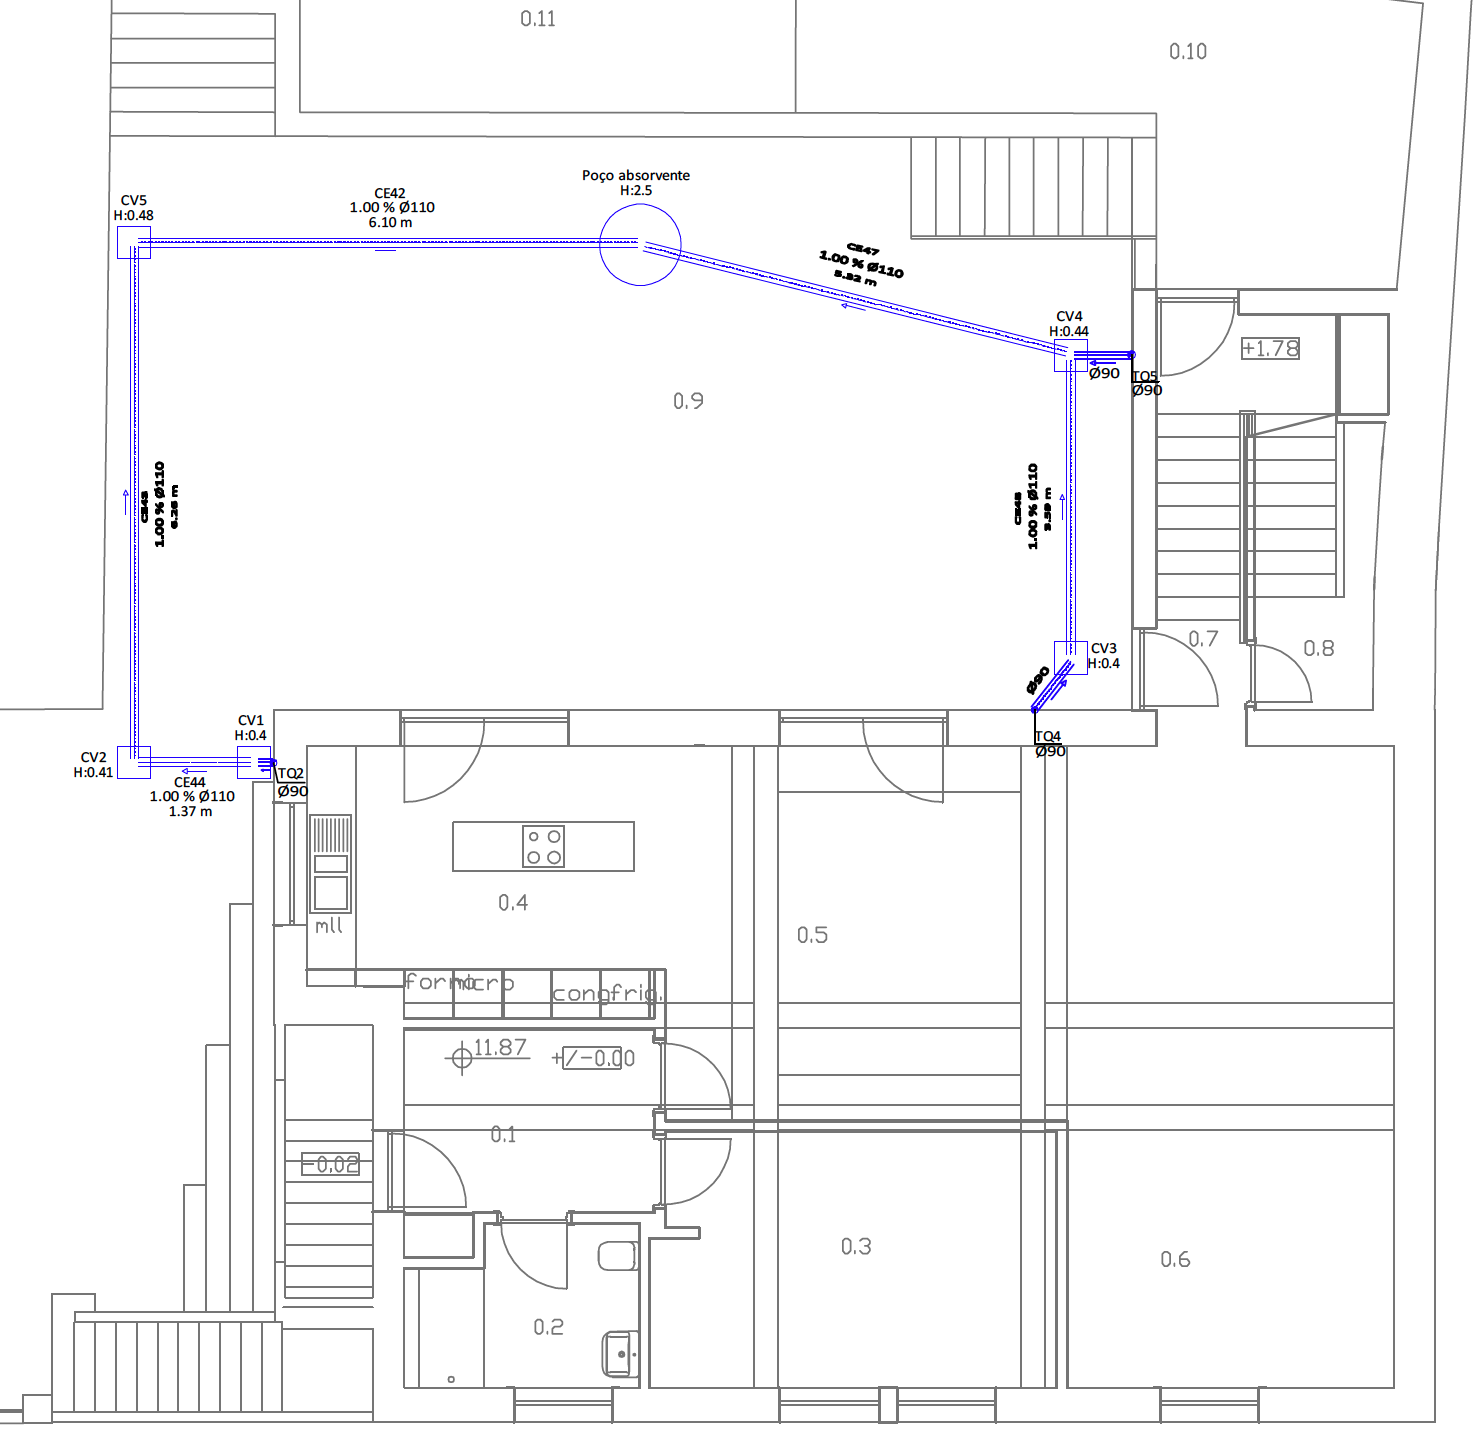 0.11
0.10
Poço absorvente
H:2.5
CV5
H:0.48
CE42
1.00 % Ø110
6.10 m
CE47
1.00 % Ø110
5.32 m
CV4
H:0.44
Ø90
TQ5
Ø90
+1.78
0.9
CE43
1.00 % Ø110
6.26 m
1.00 % Ø110
3.59 m
0.7
0.8
CV3
H:0.4
Ø90
TQ4
Ø90
CV1
H:0.4
CV2
H:0.41
TQ2
Ø90
CE44
1.00 % Ø110
1.37 m
0.4
mll
0.5
forno
micro
cong
frig.
11.87
+/-0.00
0.1
-0.02
0.3
0.6
0.2